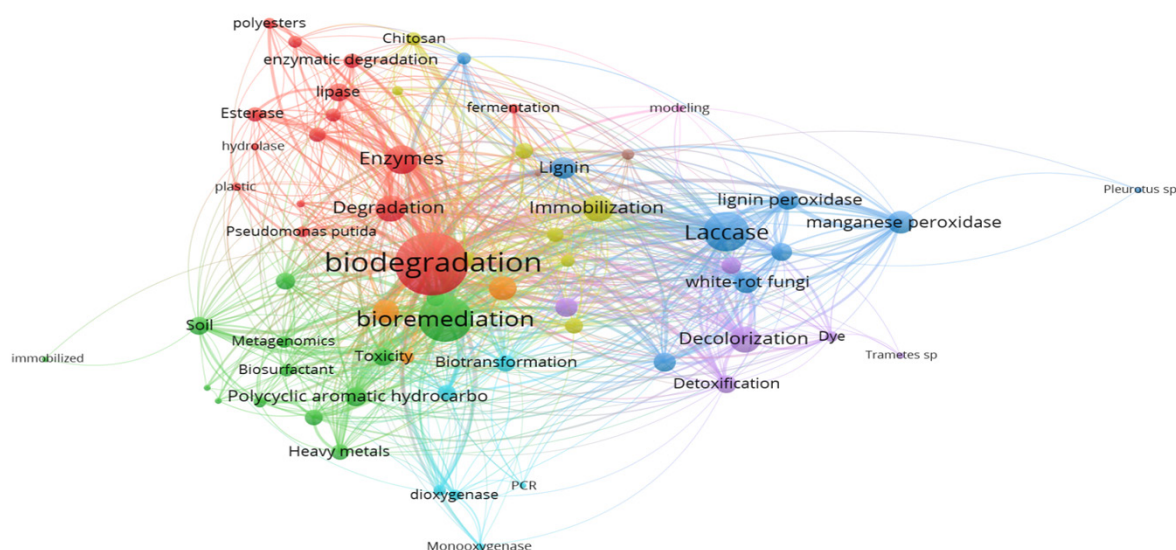 polyesters
Chitosan
enzymatic degradation
lipase
fermentation
modeling
Esterase
hydrolase
Enzymes
Lignin
plastic
Pleurotus sp
lignin peroxidase
Degradation
Immobilization
manganese peroxidase
Pseudomonas putida
Laccase
biodegradation
white-rot fungi
bioremediation
Soil
Metagenomics
Decolorization
Dye
immobilized
Toxicity
Biotransformation
Trametes sp
Biosurfactant
Detoxification
Polycyclic aromatic hydrocarbo
Heavy metals
PCR
dioxygenase
Monooxygenase